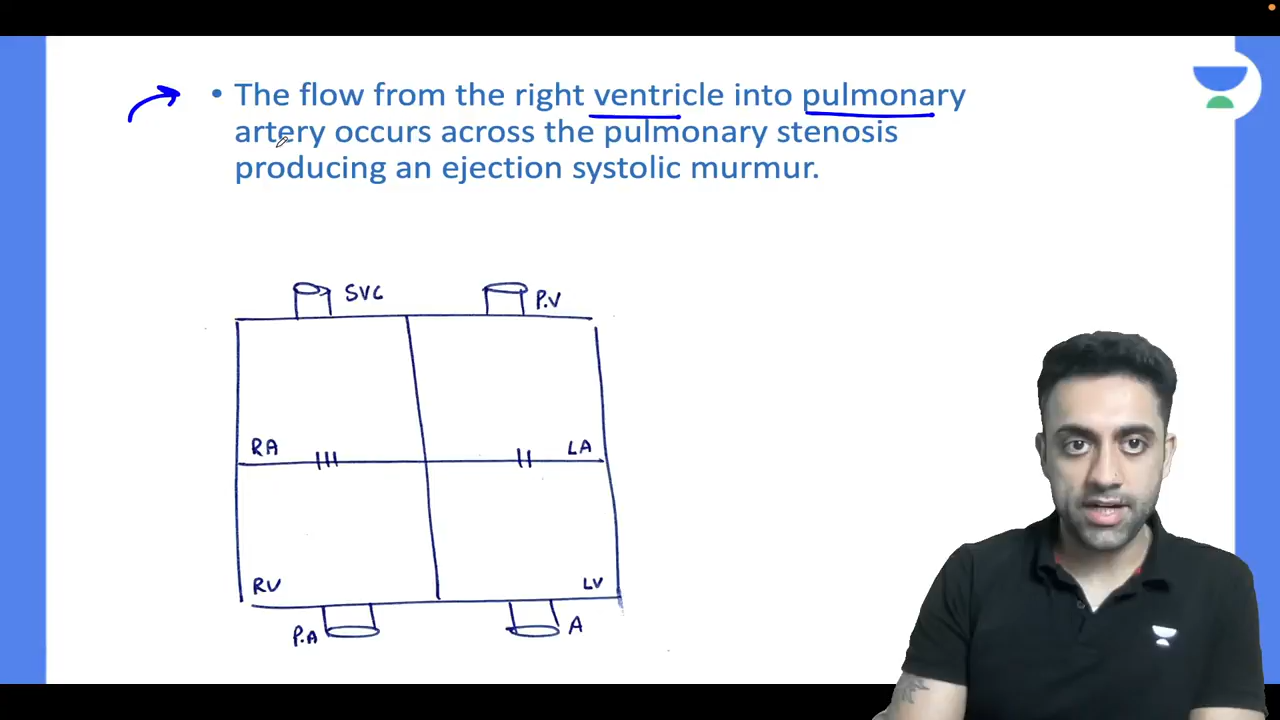 • The flow from the right ventricle into pulmonary
artery occurs across the pulmonary stenosis
producing an ejection systolic murmur.
SVC
P.V
RA
LA
RV
LV
P.A
A